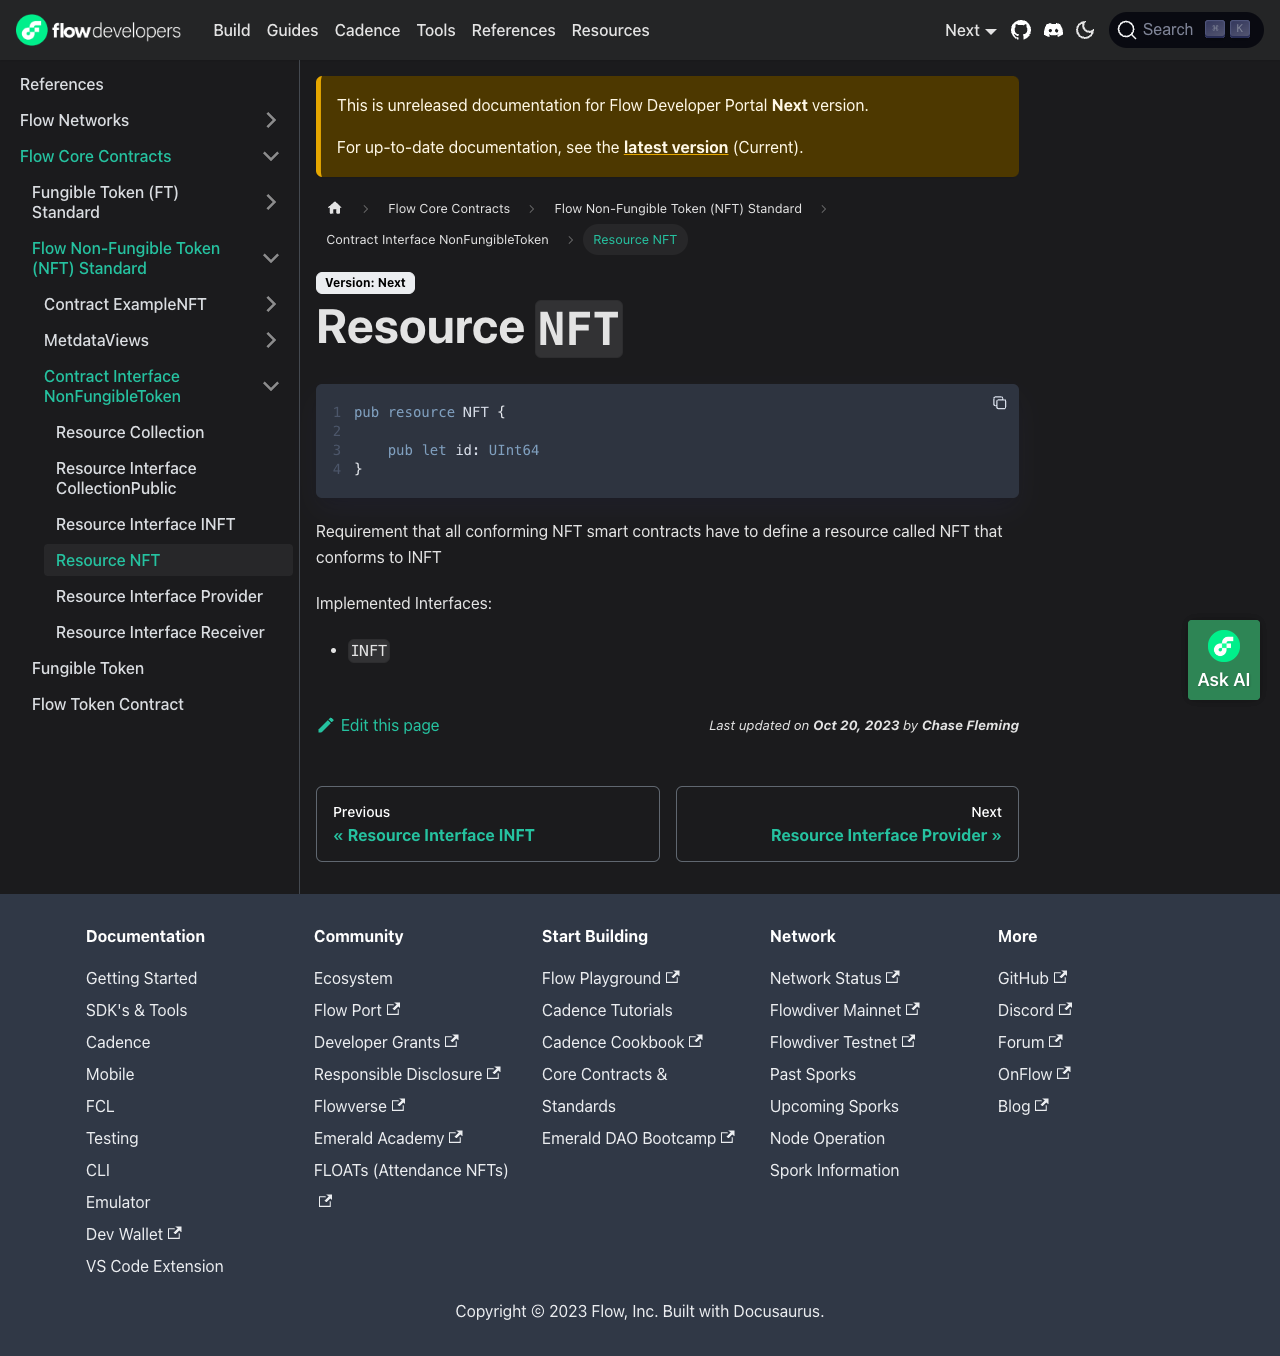 flowdevelopers
Build Guides Cadence Tools References Resources
Next
Search ⌘ K
References
Flow Networks
Flow Core Contracts
Fungible Token (FT)
Standard
Flow Non-Fungible Token
(NFT) Standard
Contract ExampleNFT
MetdataViews
Contract Interface
NonFungibleToken
Resource Collection
Resource Interface
CollectionPublic
Resource Interface INFT
Resource NFT
Resource Interface Provider
Resource Interface Receiver
Fungible Token
Flow Token Contract
This is unreleased documentation for Flow Developer Portal Next version.
For up-to-date documentation, see the latest version (Current).
Flow Core Contracts
Flow Non-Fungible Token (NFT) Standard
Contract Interface NonFungibleToken
Resource NFT
Version: Next
Resource NFT
1 pub resource NFT {
2
3     pub let id: UInt64
4 }
Requirement that all conforming NFT smart contracts have to define a resource called NFT that
conforms to INFT
Implemented Interfaces:
INFT
Ask AI
Edit this page
Last updated on Oct 20, 2023 by Chase Fleming
Previous
« Resource Interface INFT
Next
Resource Interface Provider »
Documentation
Getting Started
SDK's & Tools
Cadence
Mobile
FCL
Testing
CLI
Emulator
Dev Wallet
VS Code Extension
Community
Ecosystem
Flow Port
Developer Grants
Responsible Disclosure
Flowverse
Emerald Academy
FLOATs (Attendance NFTs)
Start Building
Flow Playground
Cadence Tutorials
Cadence Cookbook
Core Contracts &
Standards
Emerald DAO Bootcamp
Network
Network Status
Flowdiver Mainnet
Flowdiver Testnet
Past Sporks
Upcoming Sporks
Node Operation
Spork Information
More
GitHub
Discord
Forum
OnFlow
Blog
Copyright © 2023 Flow, Inc. Built with Docusaurus.